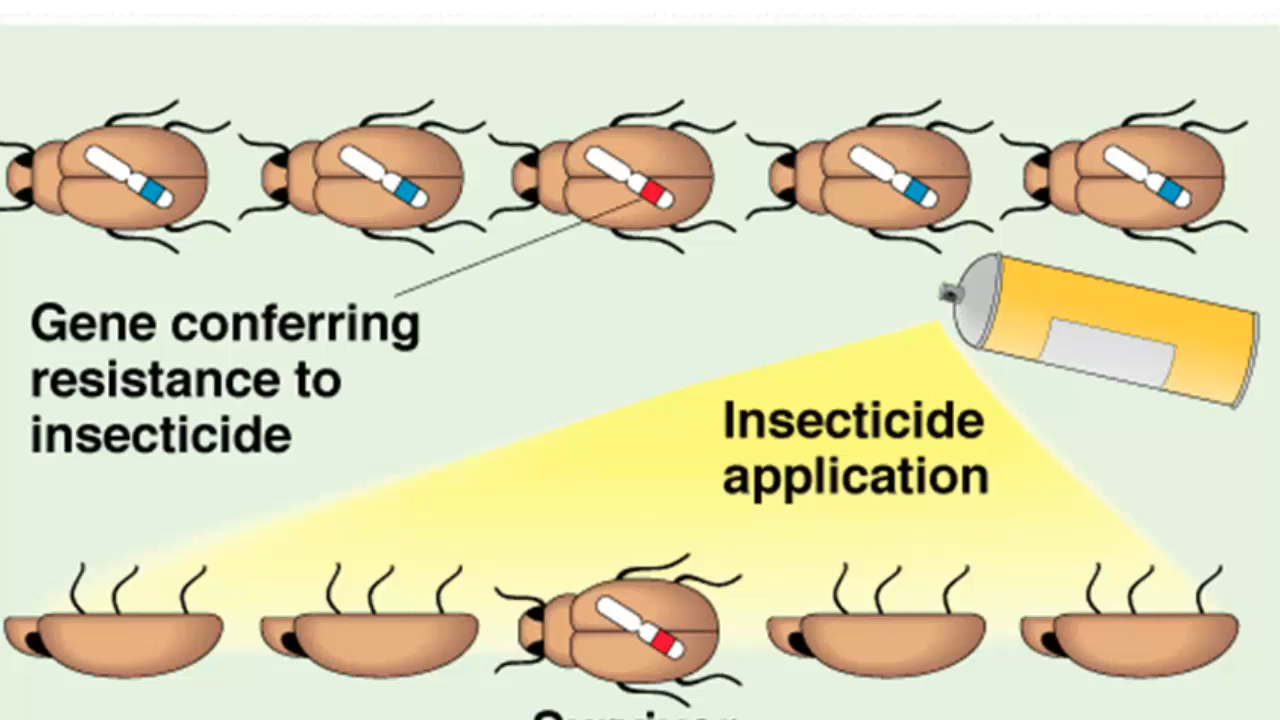 Gene conferring
resistance to
insecticide
Insecticide
application